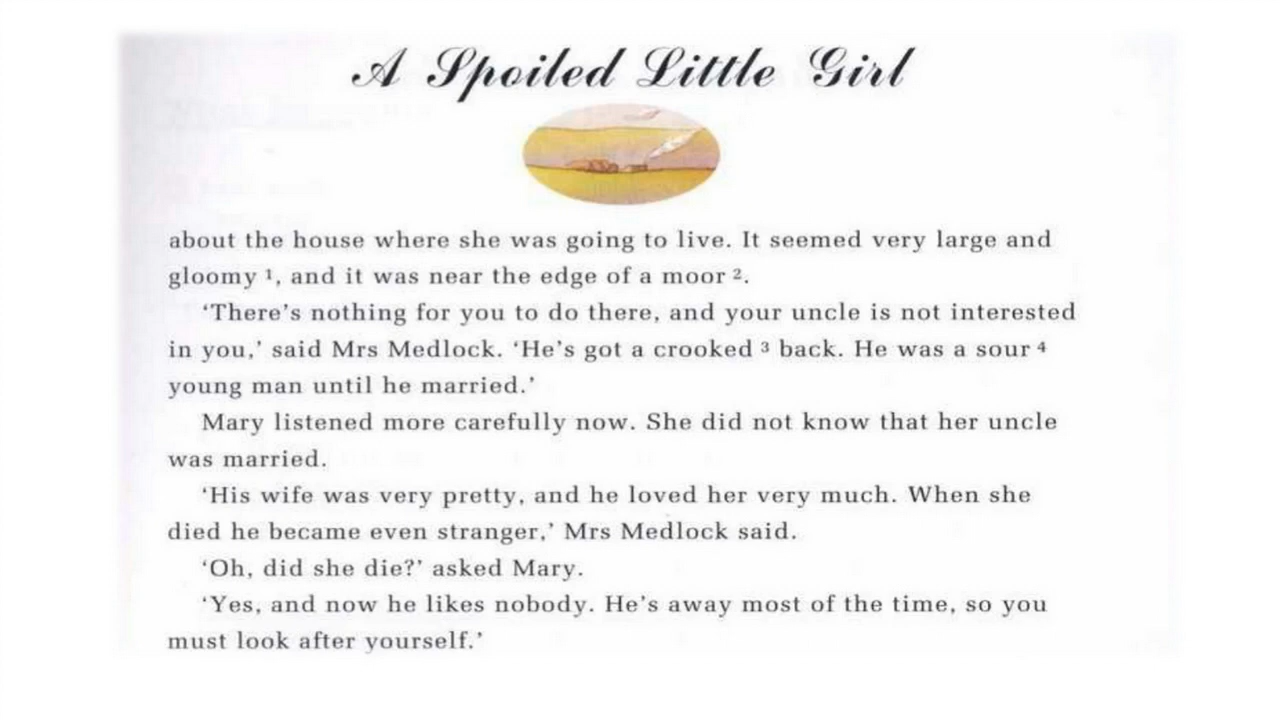 A Spoiled Little Girl
about the house where she was going to live. It seemed very large and
gloomy ¹, and it was near the edge of a moor ².
‘There’s nothing for you to do there, and your uncle is not interested
in you,’ said Mrs Medlock. ‘He’s got a crooked ³ back. He was a sour ⁴
young man until he married.’
Mary listened more carefully now. She did not know that her uncle
was married.
‘His wife was very pretty, and he loved her very much. When she
died he became even stranger,’ Mrs Medlock said.
‘Oh, did she die?’ asked Mary.
‘Yes, and now he likes nobody. He’s away most of the time, so you
must look after yourself.’